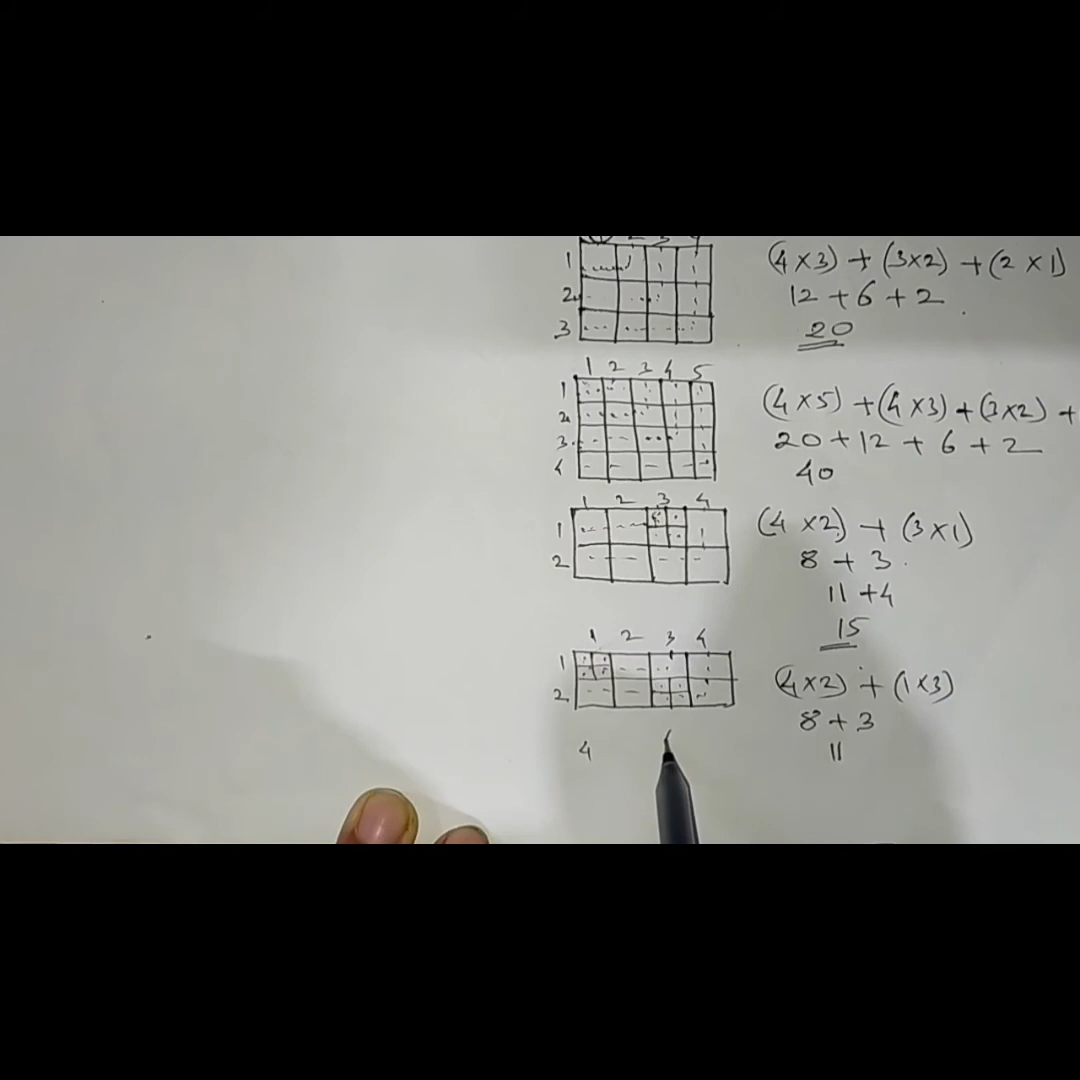 1 (4 × 3) + (3×2) + (2 × 1)
2 12 + 6 + 2
3 20
1 2 3 4 5
1 (4 × 5) + (4 × 3) + (3×2) +
2 20 + 12 + 6 + 2
3
4 40
1 2 3 4
1 (4 × 2) + (3 × 1)
2 8 + 3
11 + 4
15
1 2 3 4
1 (4 × 2) + (1 × 3)
2 8 + 3
4 11